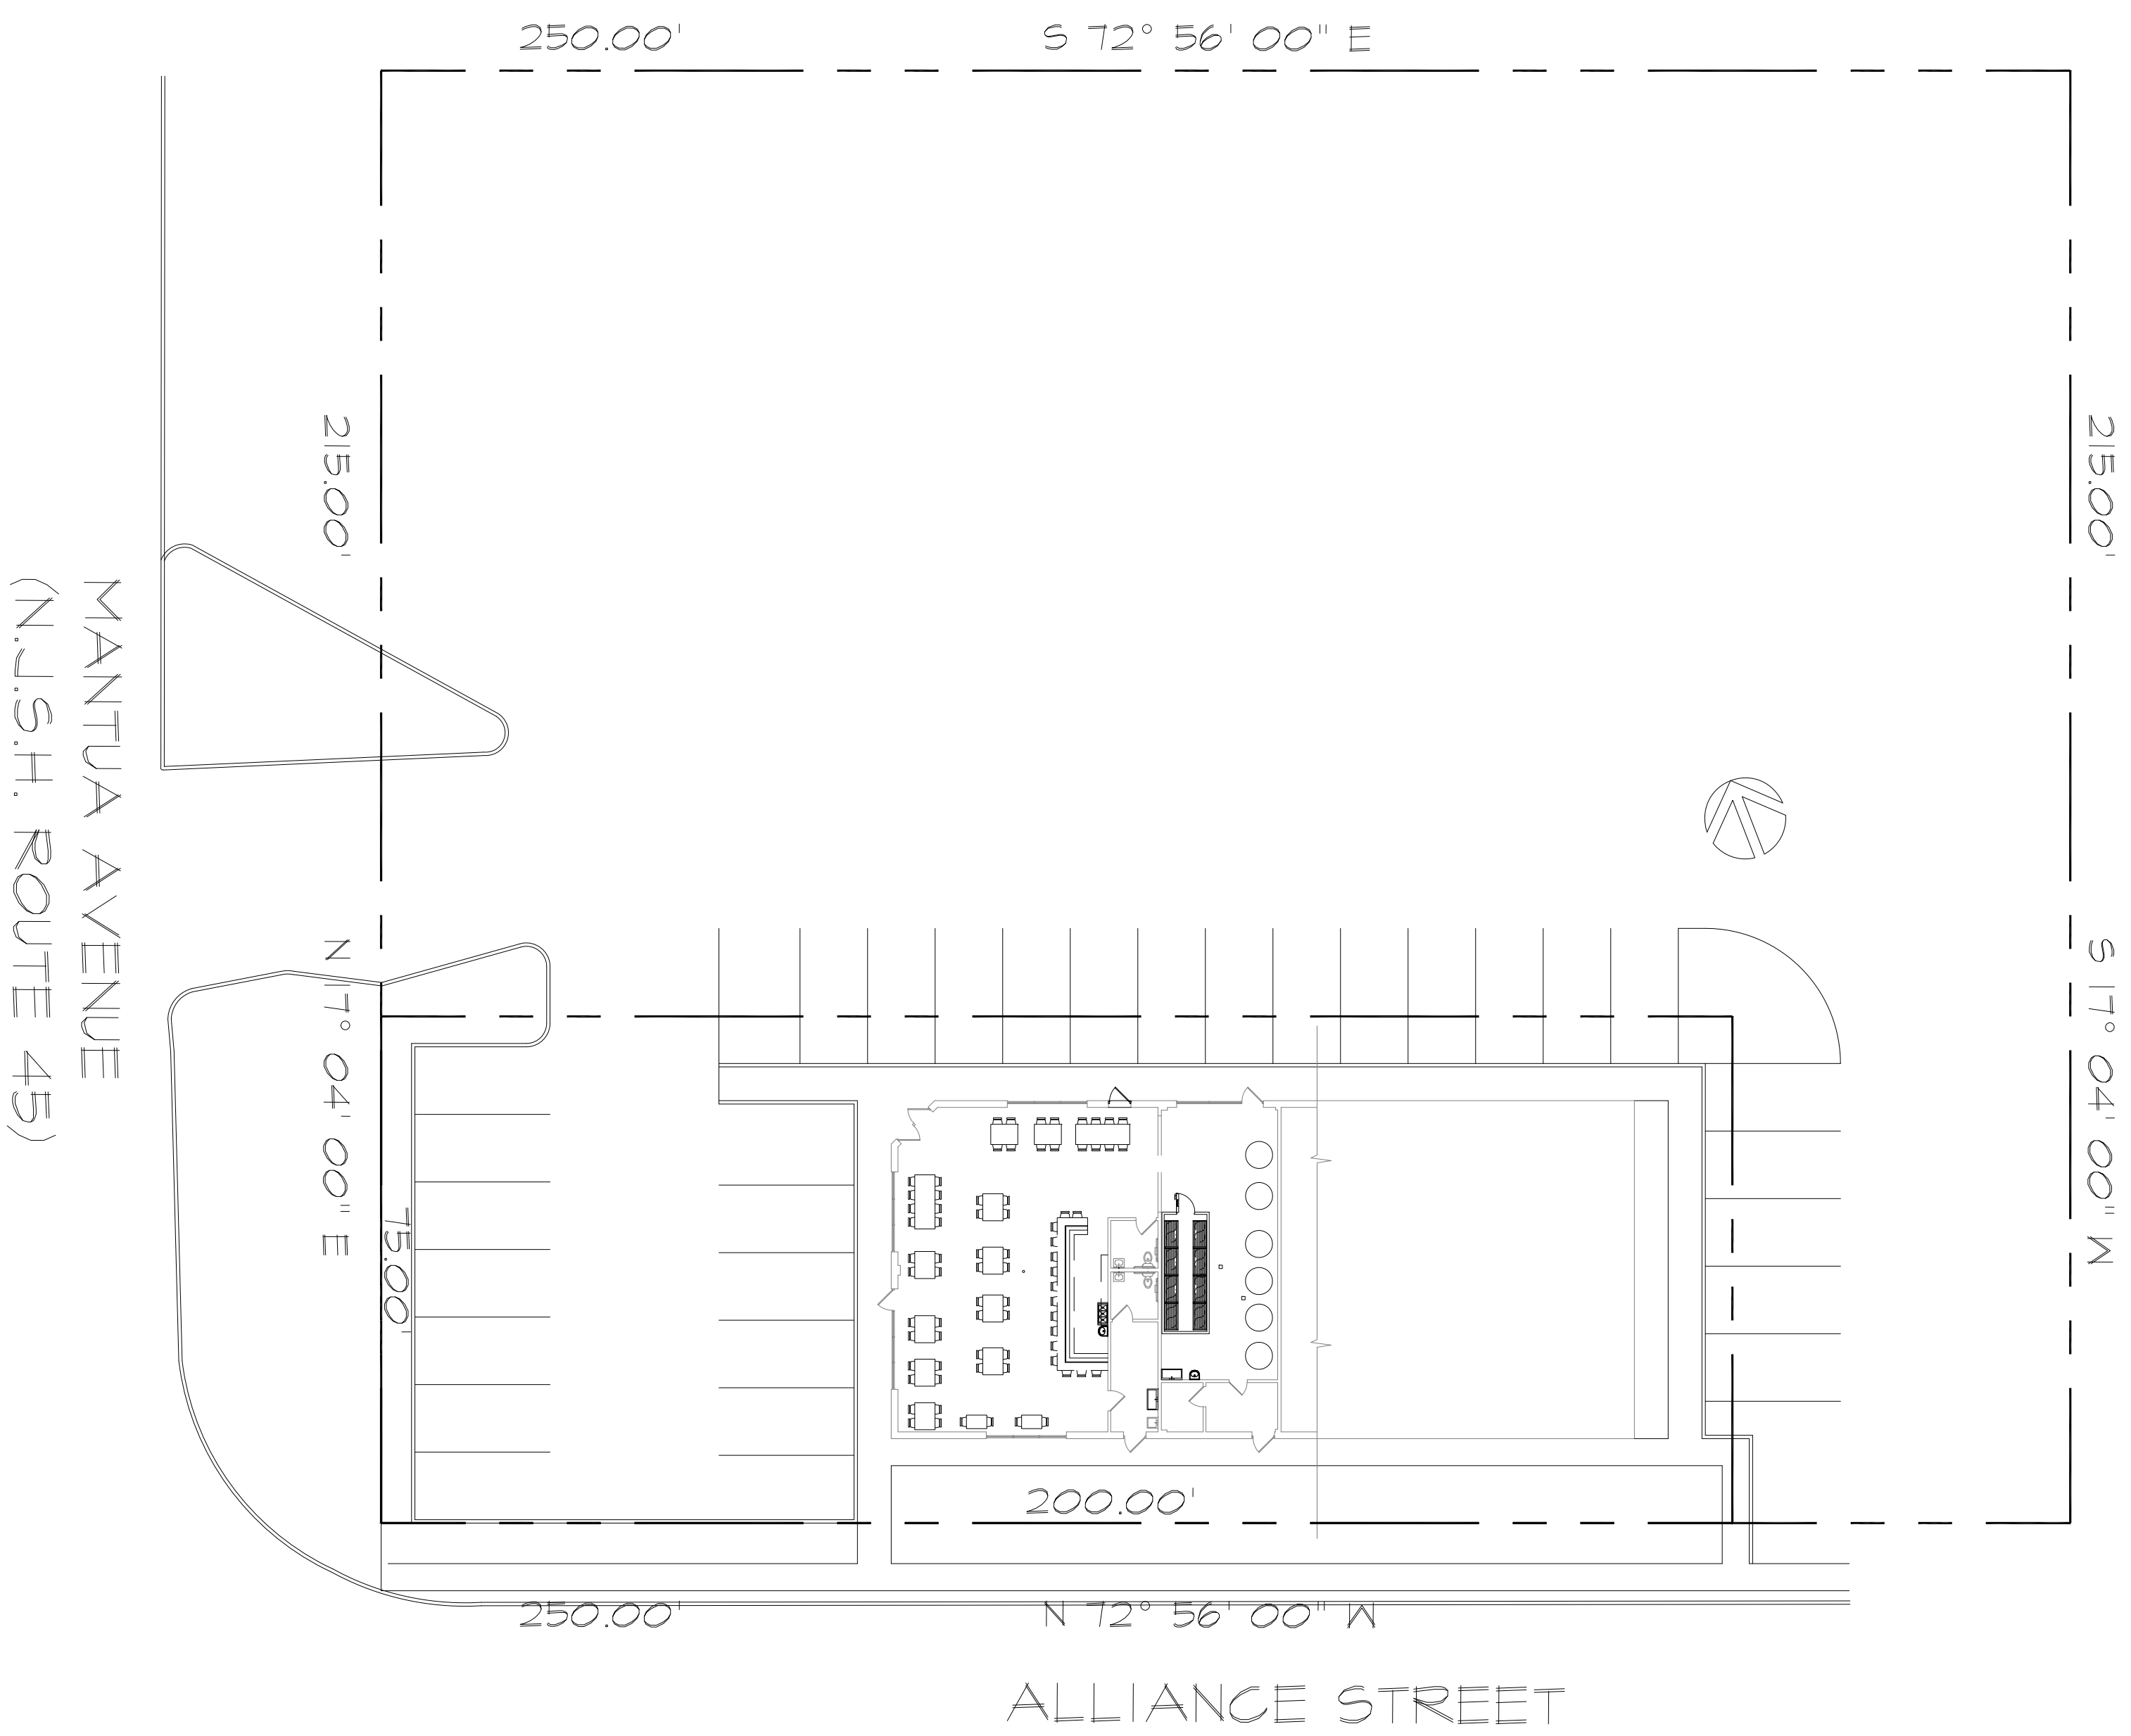 250.00'
S 72° 56' 00" E
215.00'
215.00'
MANTUA AVENUE
(N.J.S.H. ROUTE 45)
N 17° 04' 00" E
S 17° 04' 00" W
75.00'
200.00'
250.00'
N 72° 56' 00" W
ALLIANCE STREET